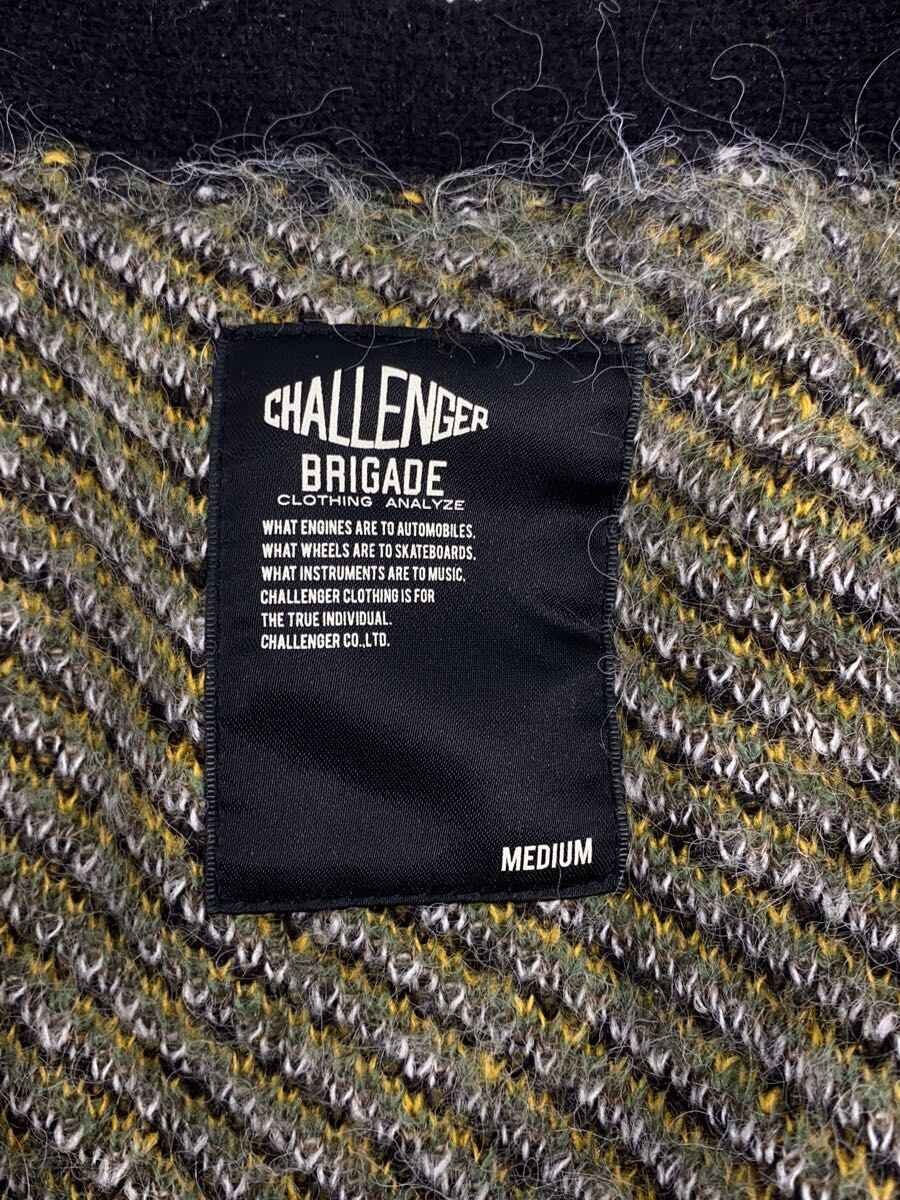 CHALLENGER
BRIGADE
CLOTHING ANALYZE
WHAT ENGINES ARE TO AUTOMOBILES,
WHAT WHEELS ARE TO SKATEBOARDS,
WHAT INSTRUMENTS ARE TO MUSIC,
CHALLENGER CLOTHING IS FOR
THE TRUE INDIVIDUAL.
CHALLENGER CO.,LTD.
MEDIUM